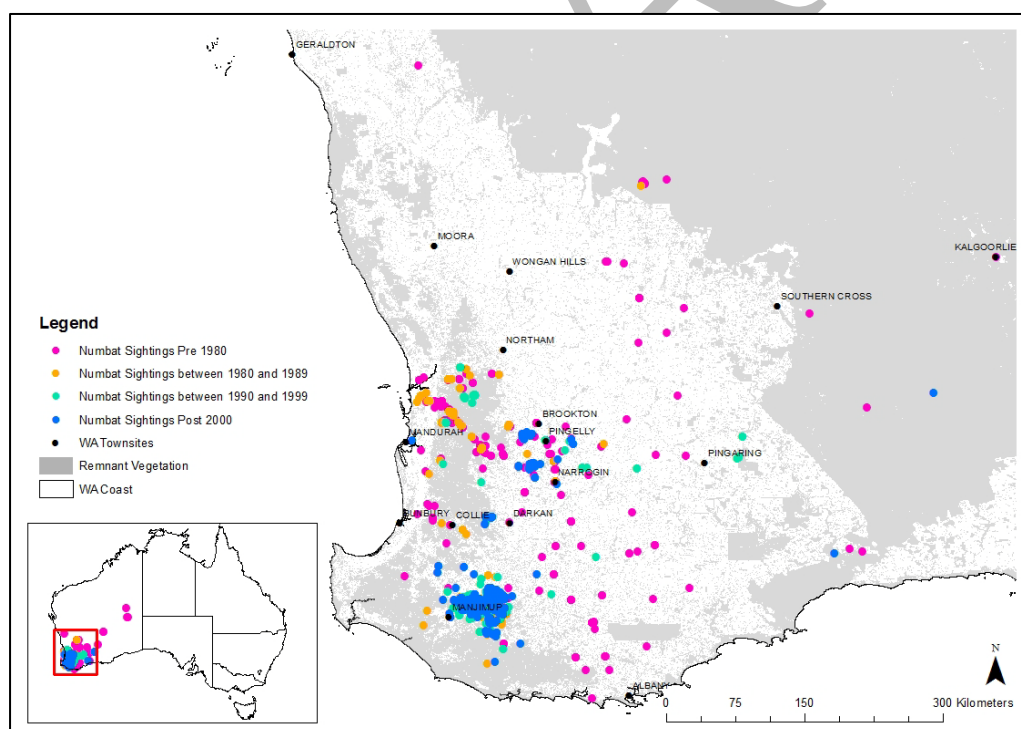 GERALDTON
MOORA
WONGAN HILLS
KALGOORLIE
SOUTHERN CROSS
NORTHAM
BROOKTON
PINGELLY
MANDURAH
PINGARING
NARROGIN
BUNBURY
COLLIE
DARKAN
MANJIMUP
ALBANY
Legend
Numbat Sightings Pre 1980
Numbat Sightings between 1980 and 1989
Numbat Sightings between 1990 and 1999
Numbat Sightings Post 2000
WA Townsites
Remnant Vegetation
WA Coast
N
0 75 150 300 Kilometers